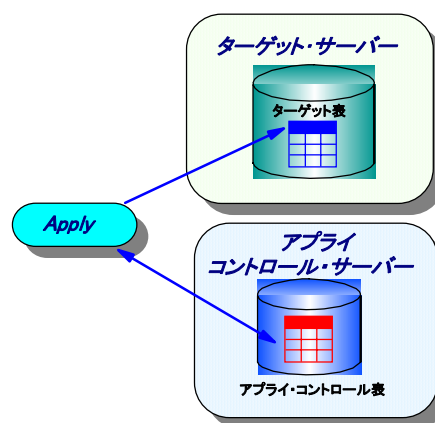 ターゲット・サーバー
ターゲット表
Apply
アプライ
コントロール・サーバー
アプライ・コントロール表